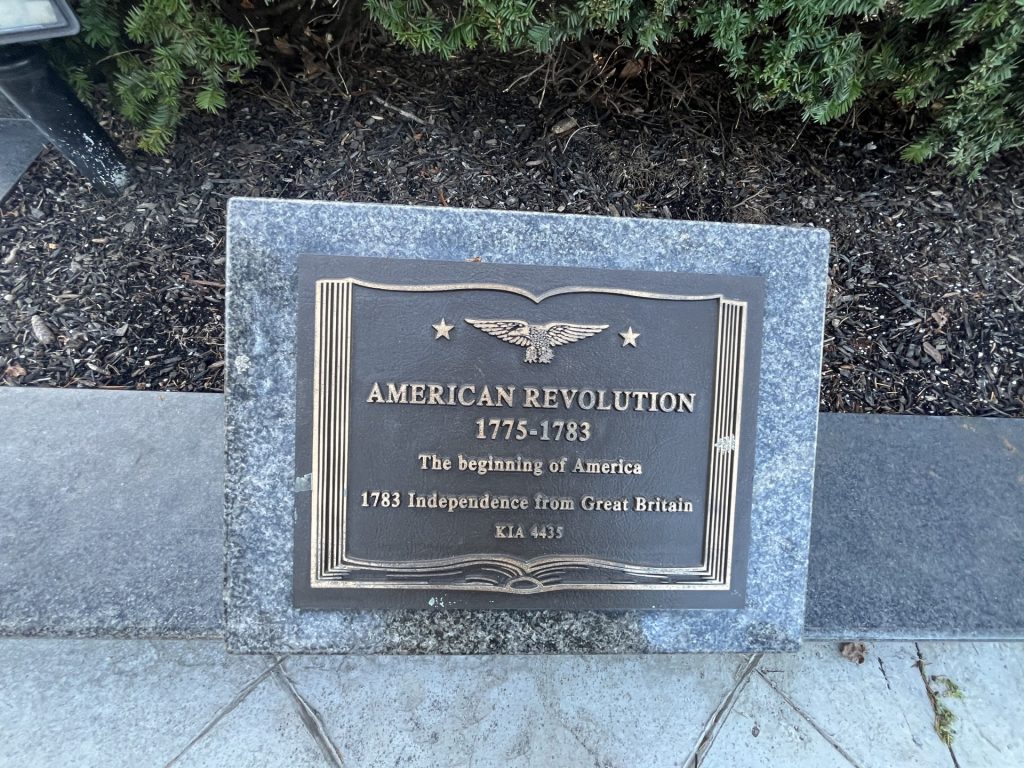 AMERICAN REVOLUTION
1775-1783
The beginning of America
1783 Independence from Great Britain
KIA 4435